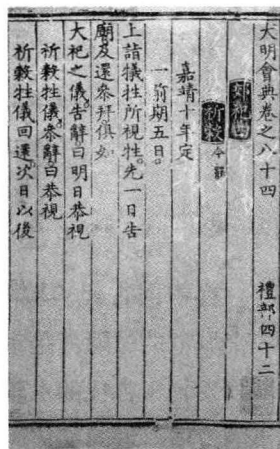 大明會典卷之八十四　禮部四十二
郊祀四
祈穀 今罷
嘉靖十年定
一前期五日。
上詣犧牲所視牲。先一日告
廟及還參拜。俱如
大祀之儀。告辭曰明日恭視
祈穀牲儀。參辭曰恭視
祈穀牲儀回還。次日以後